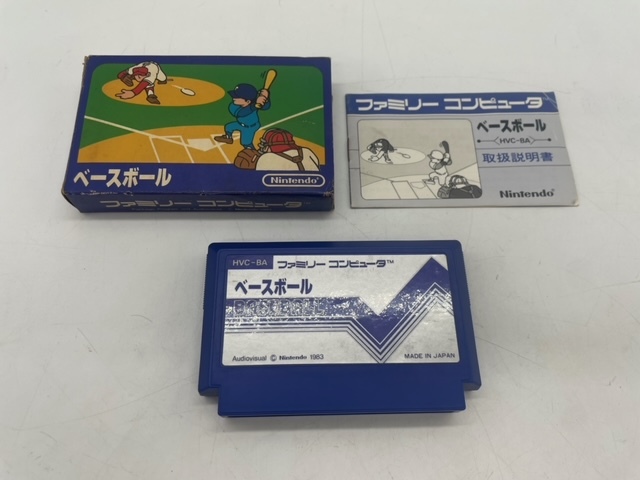 ベースボール
Nintendo
ファミリー コンピュータ
ファミリー コンピュータ
ベースボール
HVC-BA
取扱説明書
Nintendo
HVC-BA ファミリー コンピュータ™
ベースボール
BASEBALL
Audiovisual © Nintendo 1983 MADE IN JAPAN